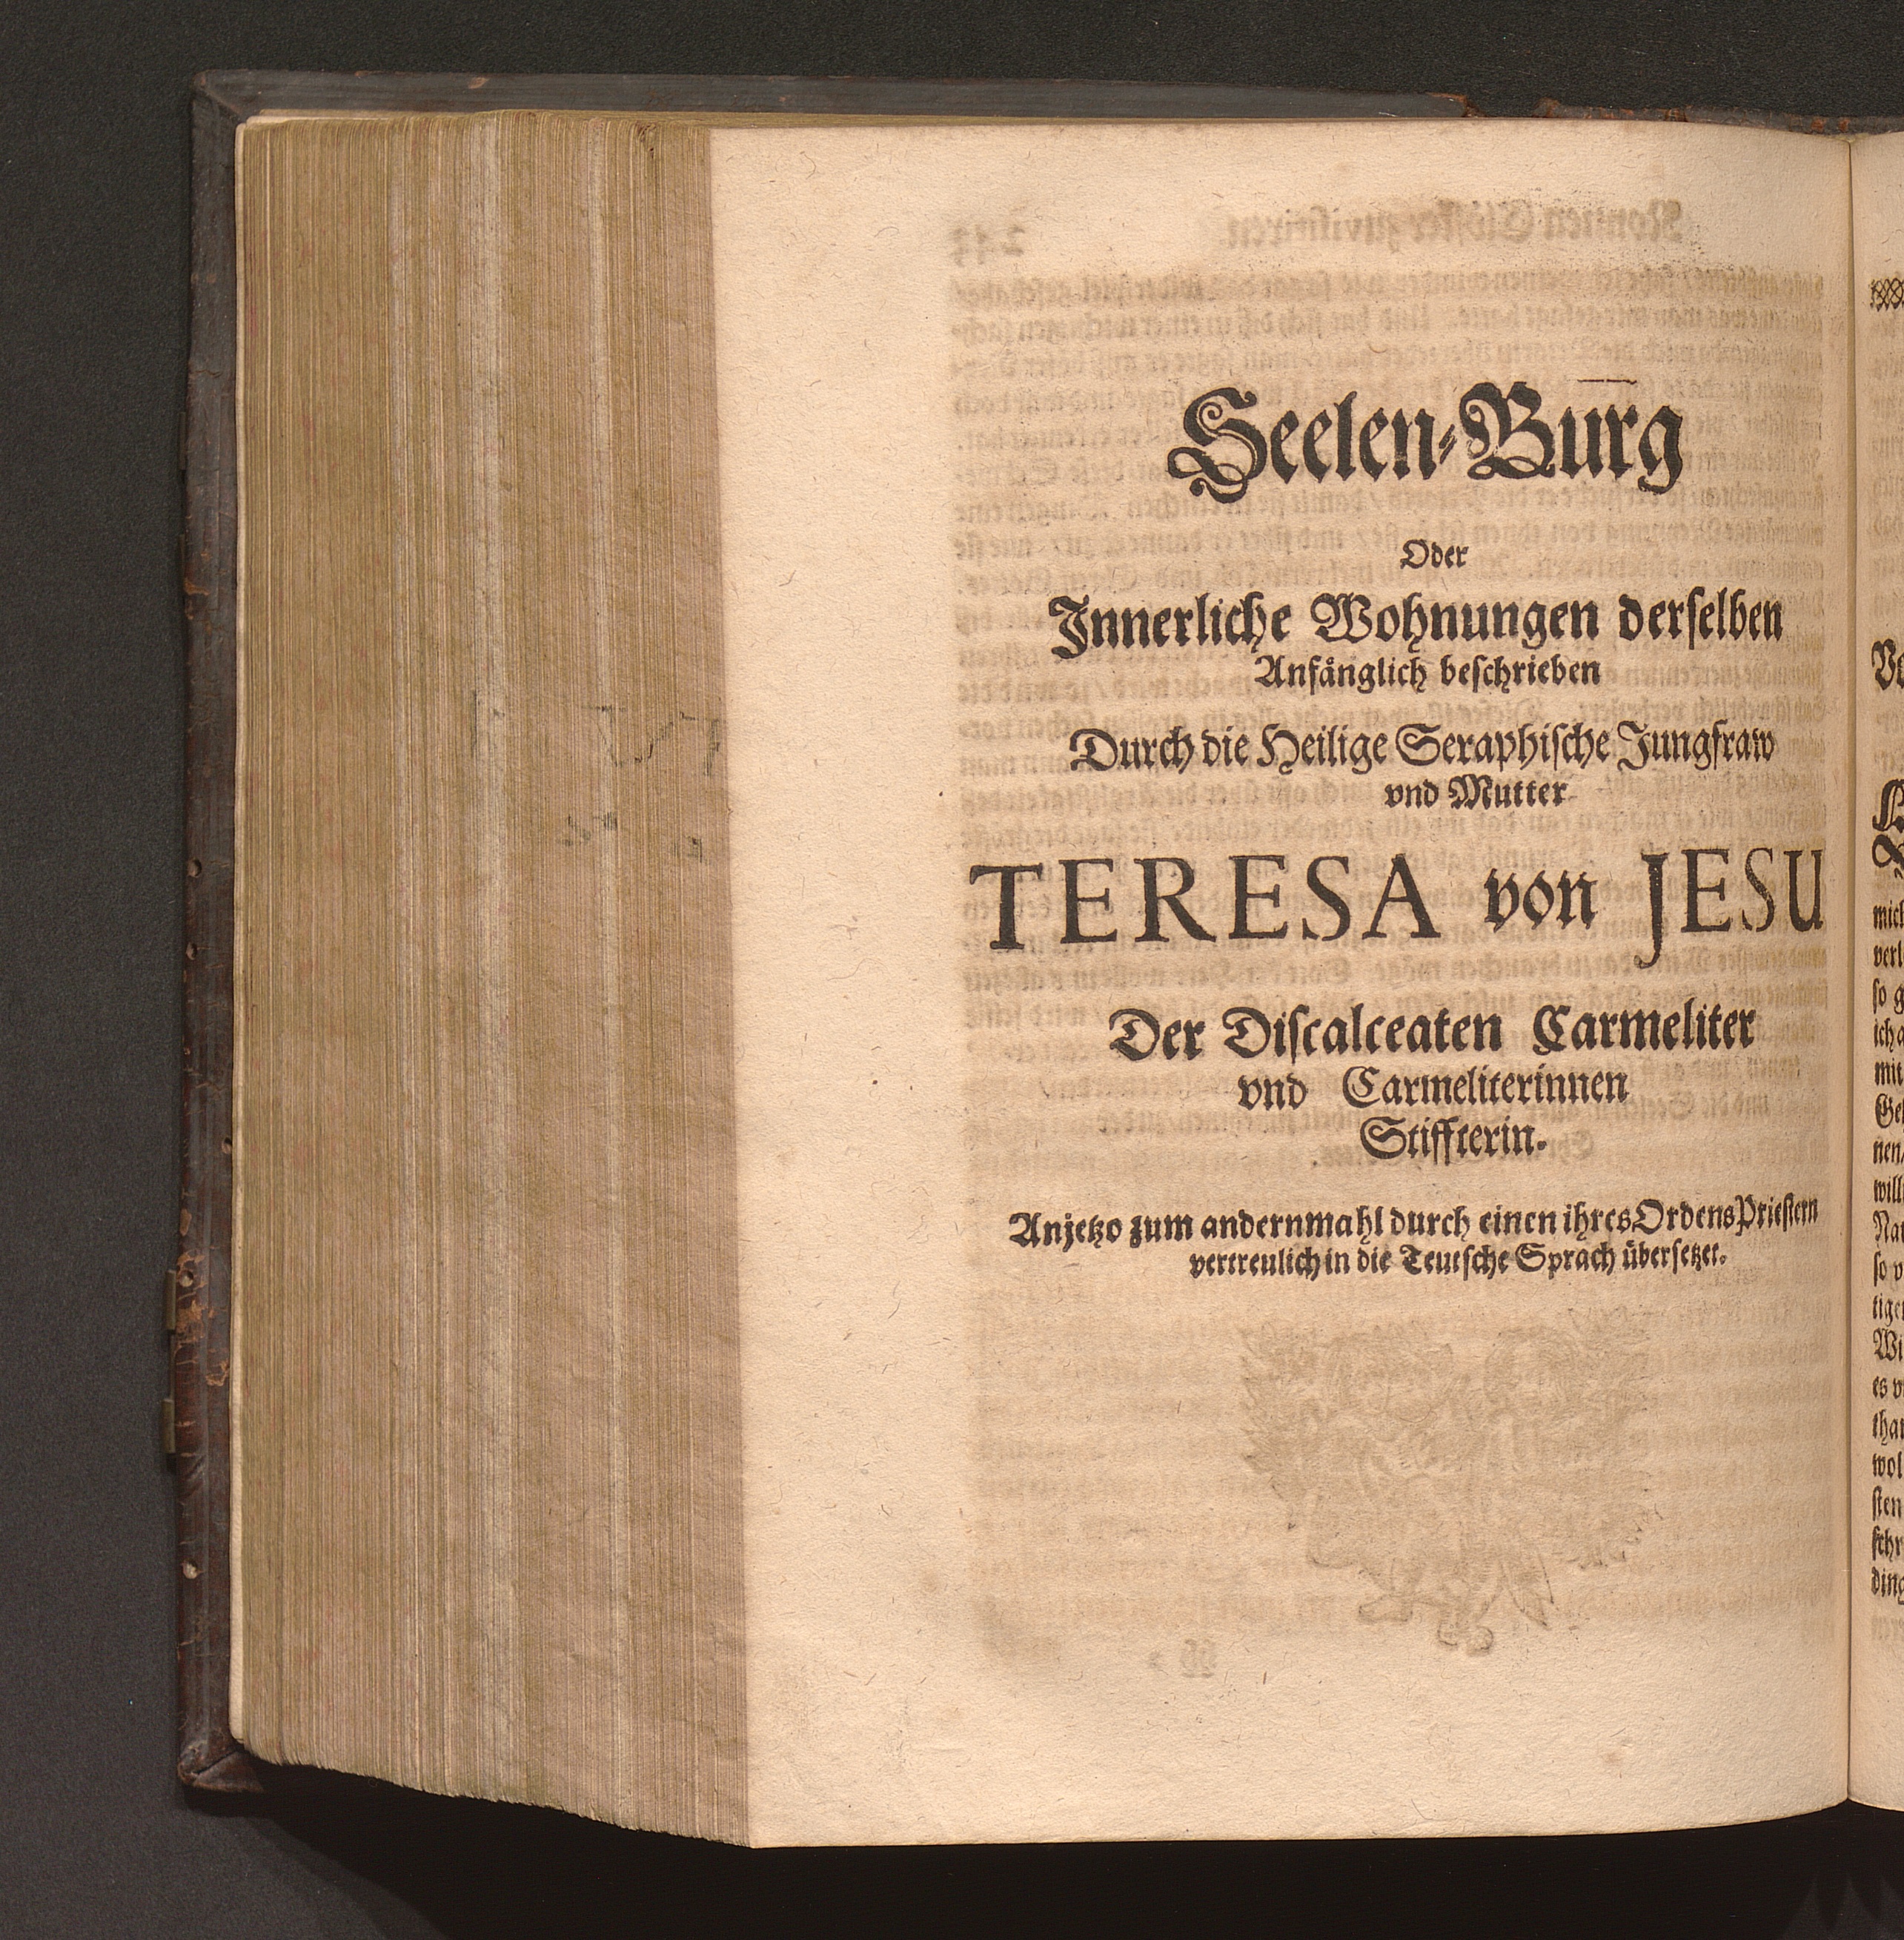 Seelen-Burg
Oder
Innerliche Wohnungen derselben
Anfånglich beschrieben
Durch die Heilige Seraphische Jungfraw
vnd Mutter
TERESA von JESU
Der Discalceaten Carmeliter
vnd Carmeliterinnen
Stiffterin.
Anjetzo zum andernmahl durch einen ihres Ordens Priestern
vertreulich in die Teutsche Sprach übersetzet.